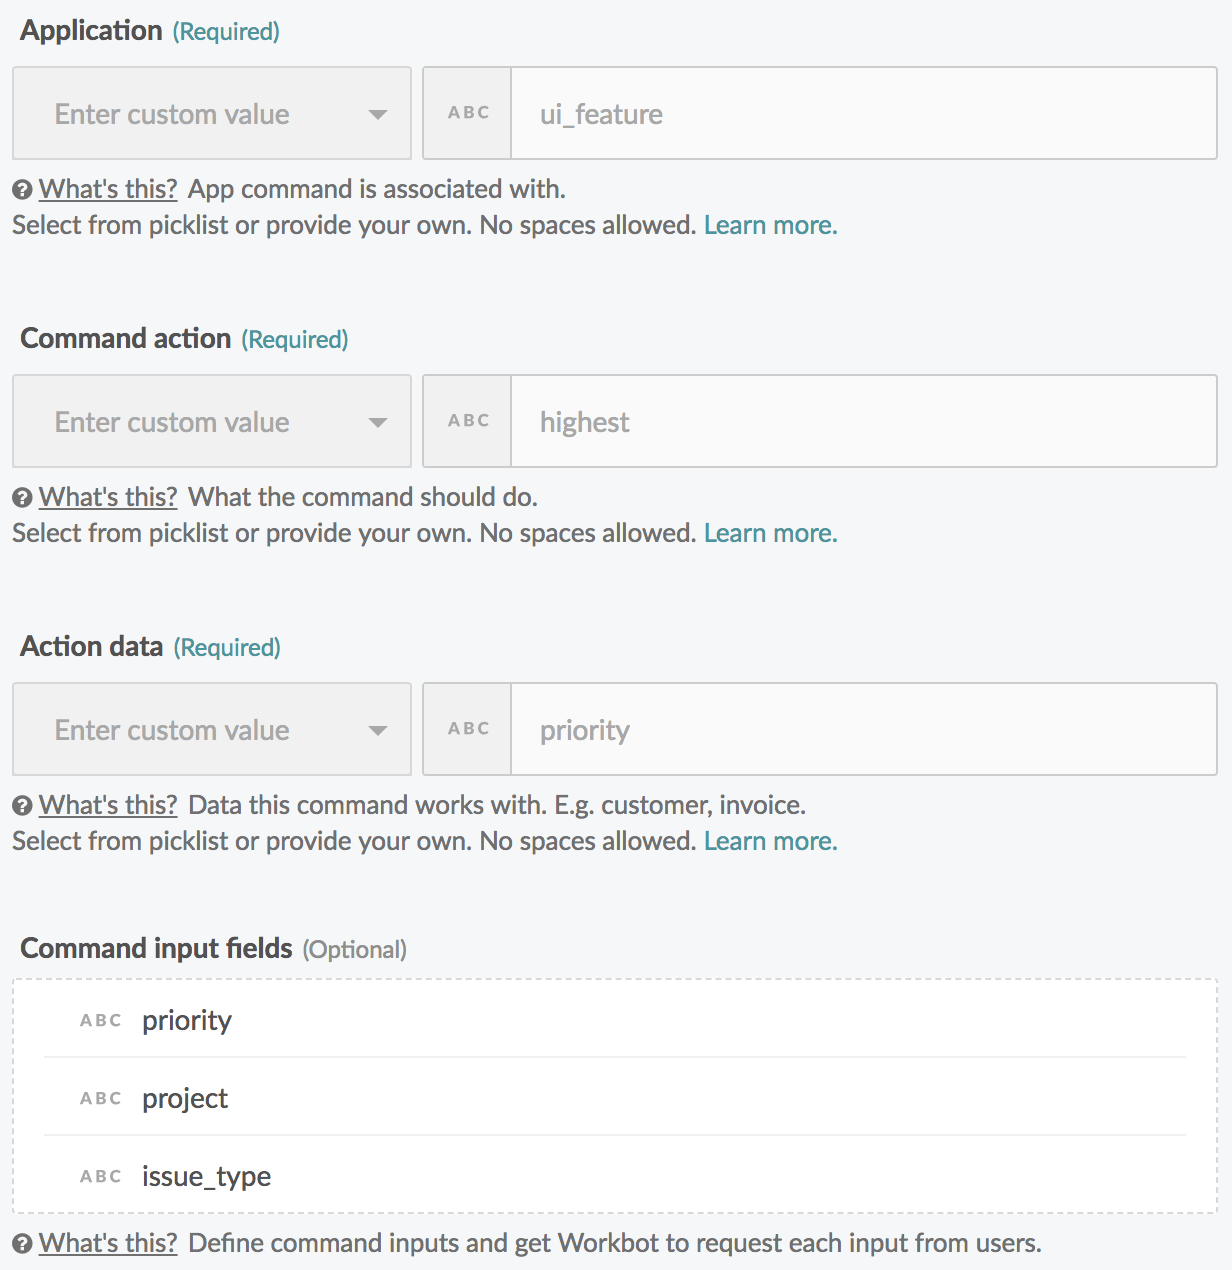 Application (Required)
Enter custom value ABC ui_feature
What's this? App command is associated with.
Select from picklist or provide your own. No spaces allowed. Learn more.
Command action (Required)
Enter custom value ABC highest
What's this? What the command should do.
Select from picklist or provide your own. No spaces allowed. Learn more.
Action data (Required)
Enter custom value ABC priority
What's this? Data this command works with. E.g. customer, invoice.
Select from picklist or provide your own. No spaces allowed. Learn more.
Command input fields (Optional)
ABC priority
ABC project
ABC issue_type
What's this? Define command inputs and get Workbot to request each input from users.